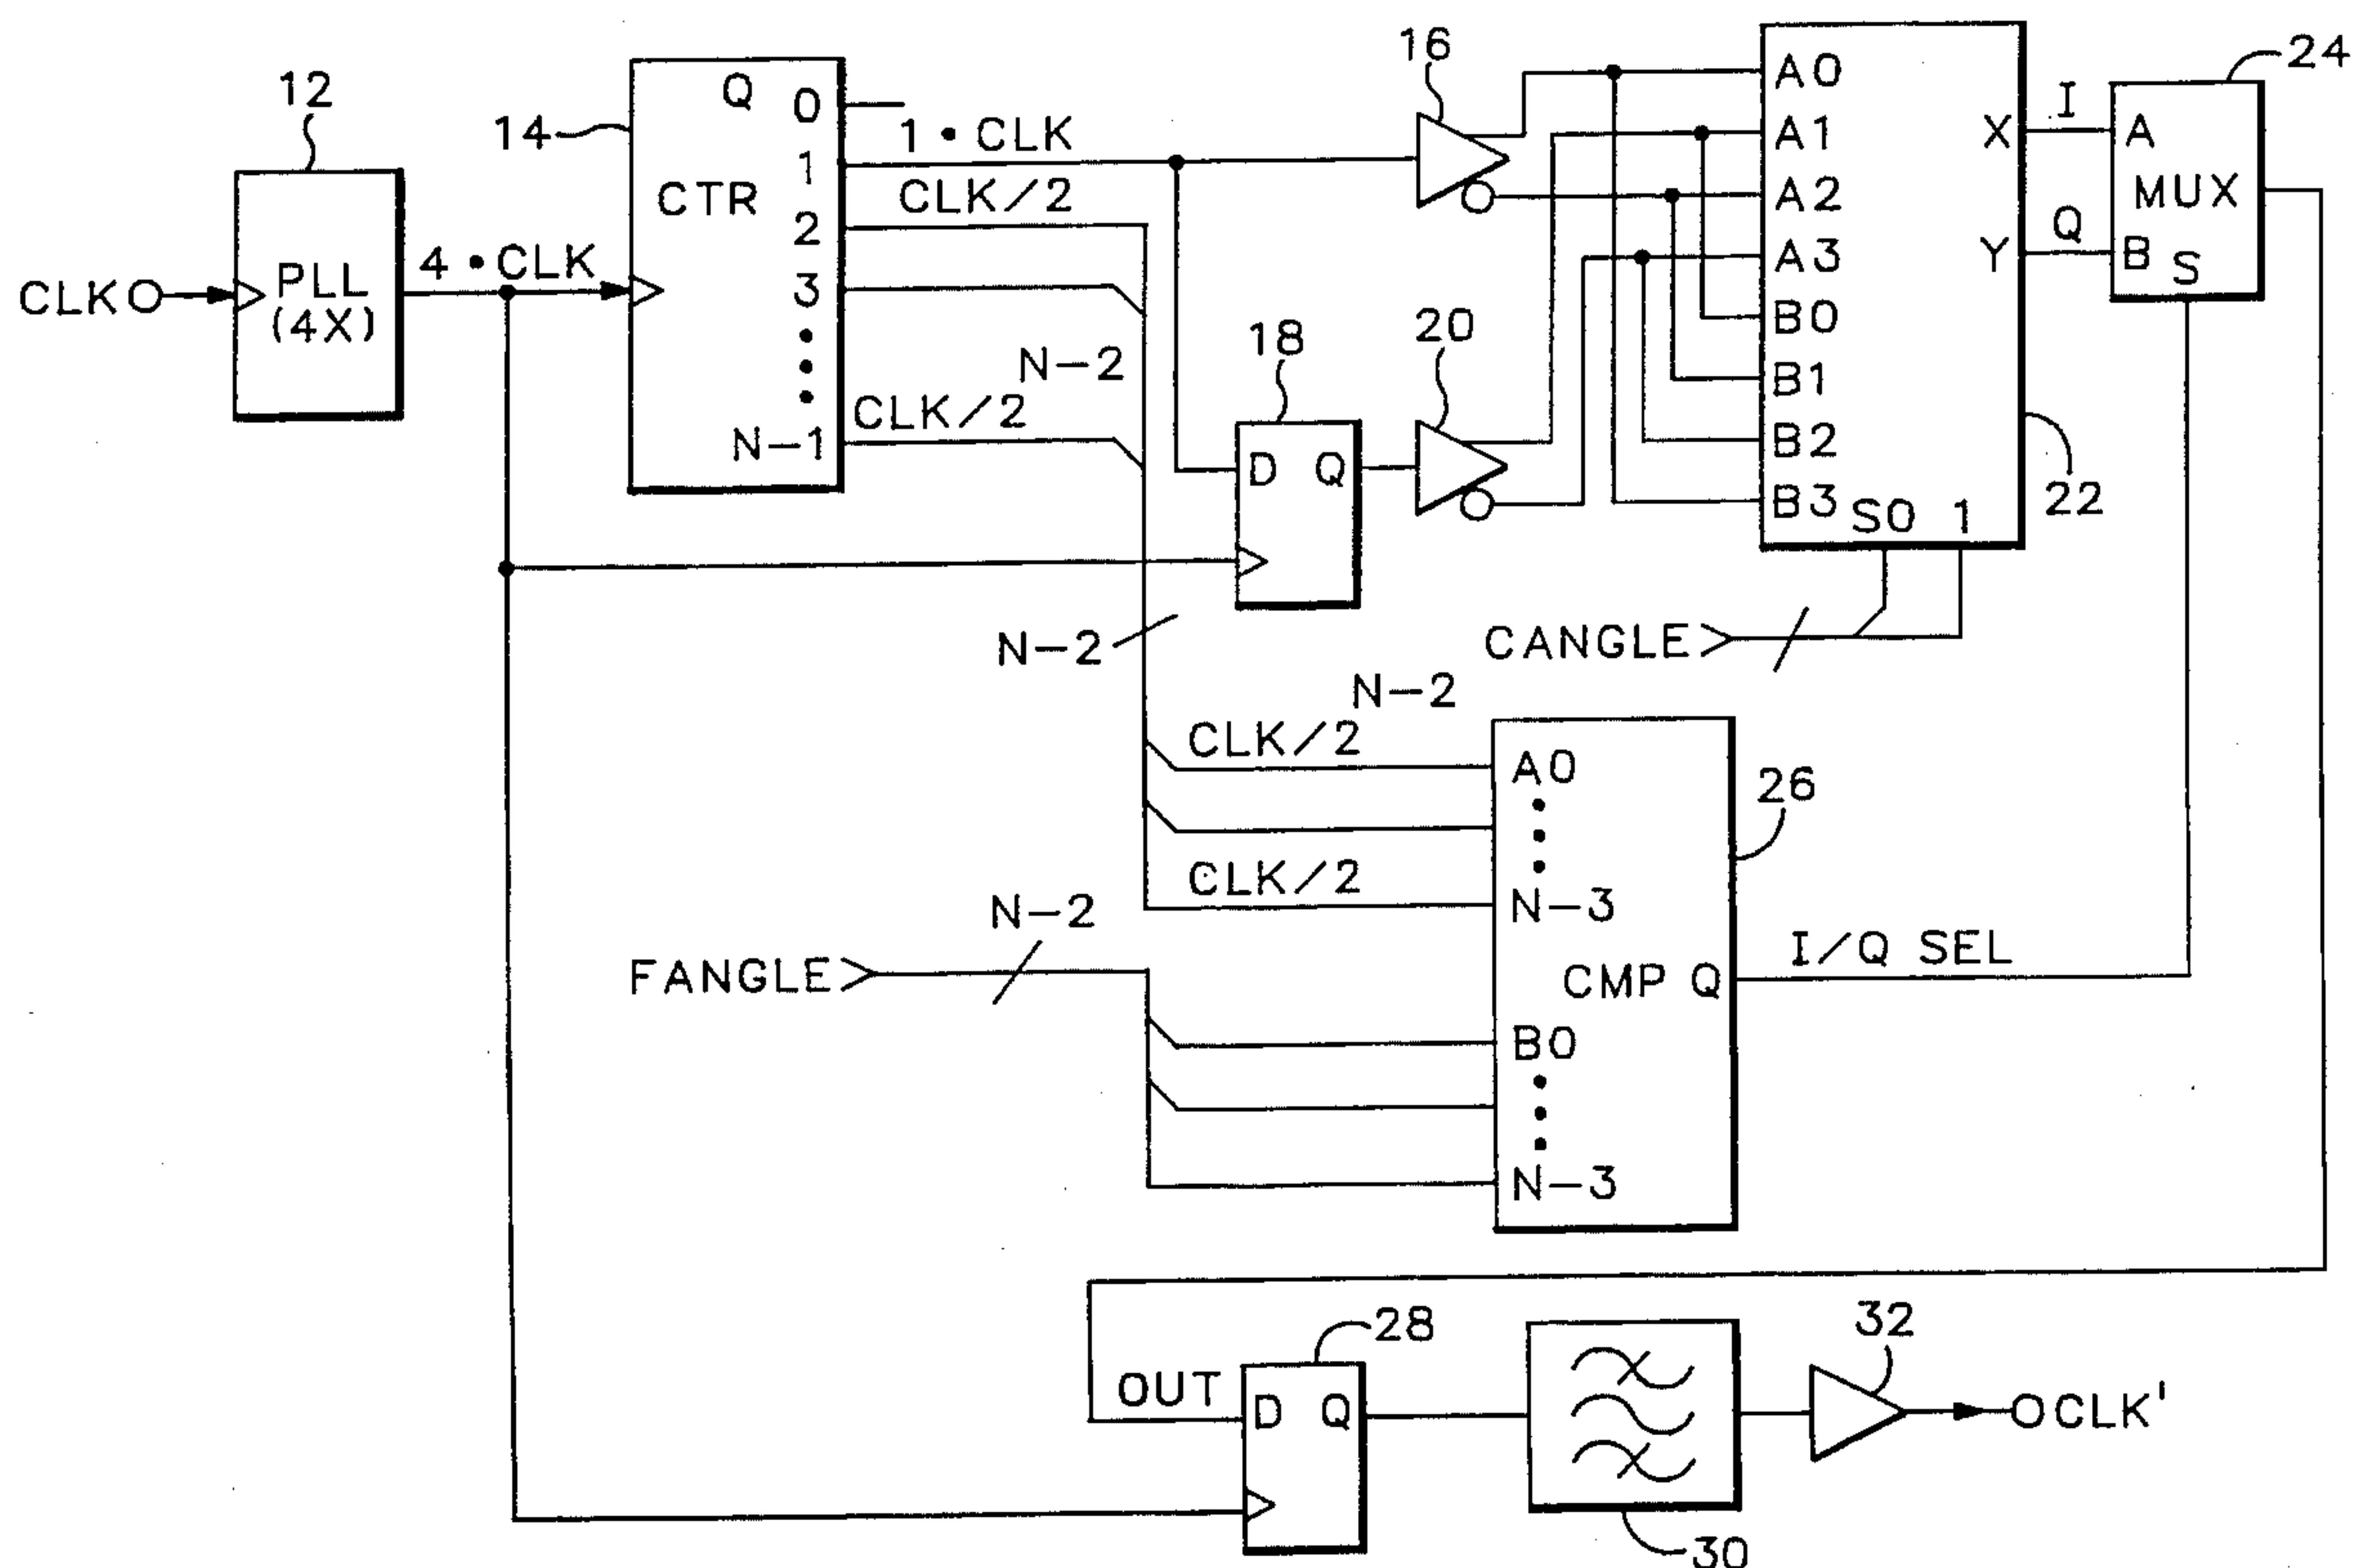 12
CLK
PLL
(4X)
4 • CLK
14
Q
0
1
2
3
N-1
CTR
1 • CLK
CLK/2
N-2
CLK/2
16
18
D
Q
20
A0
A1
A2
A3
B0
B1
B2
B3
S0
1
X
Y
22
I
Q
24
A
MUX
B
S
N-2
CANGLE
N-2
CLK/2
CLK/2
A0
N-3
26
FANGLE
N-2
CMP
Q
I/Q SEL
B0
N-3
28
OUT
D
Q
30
32
CLK'